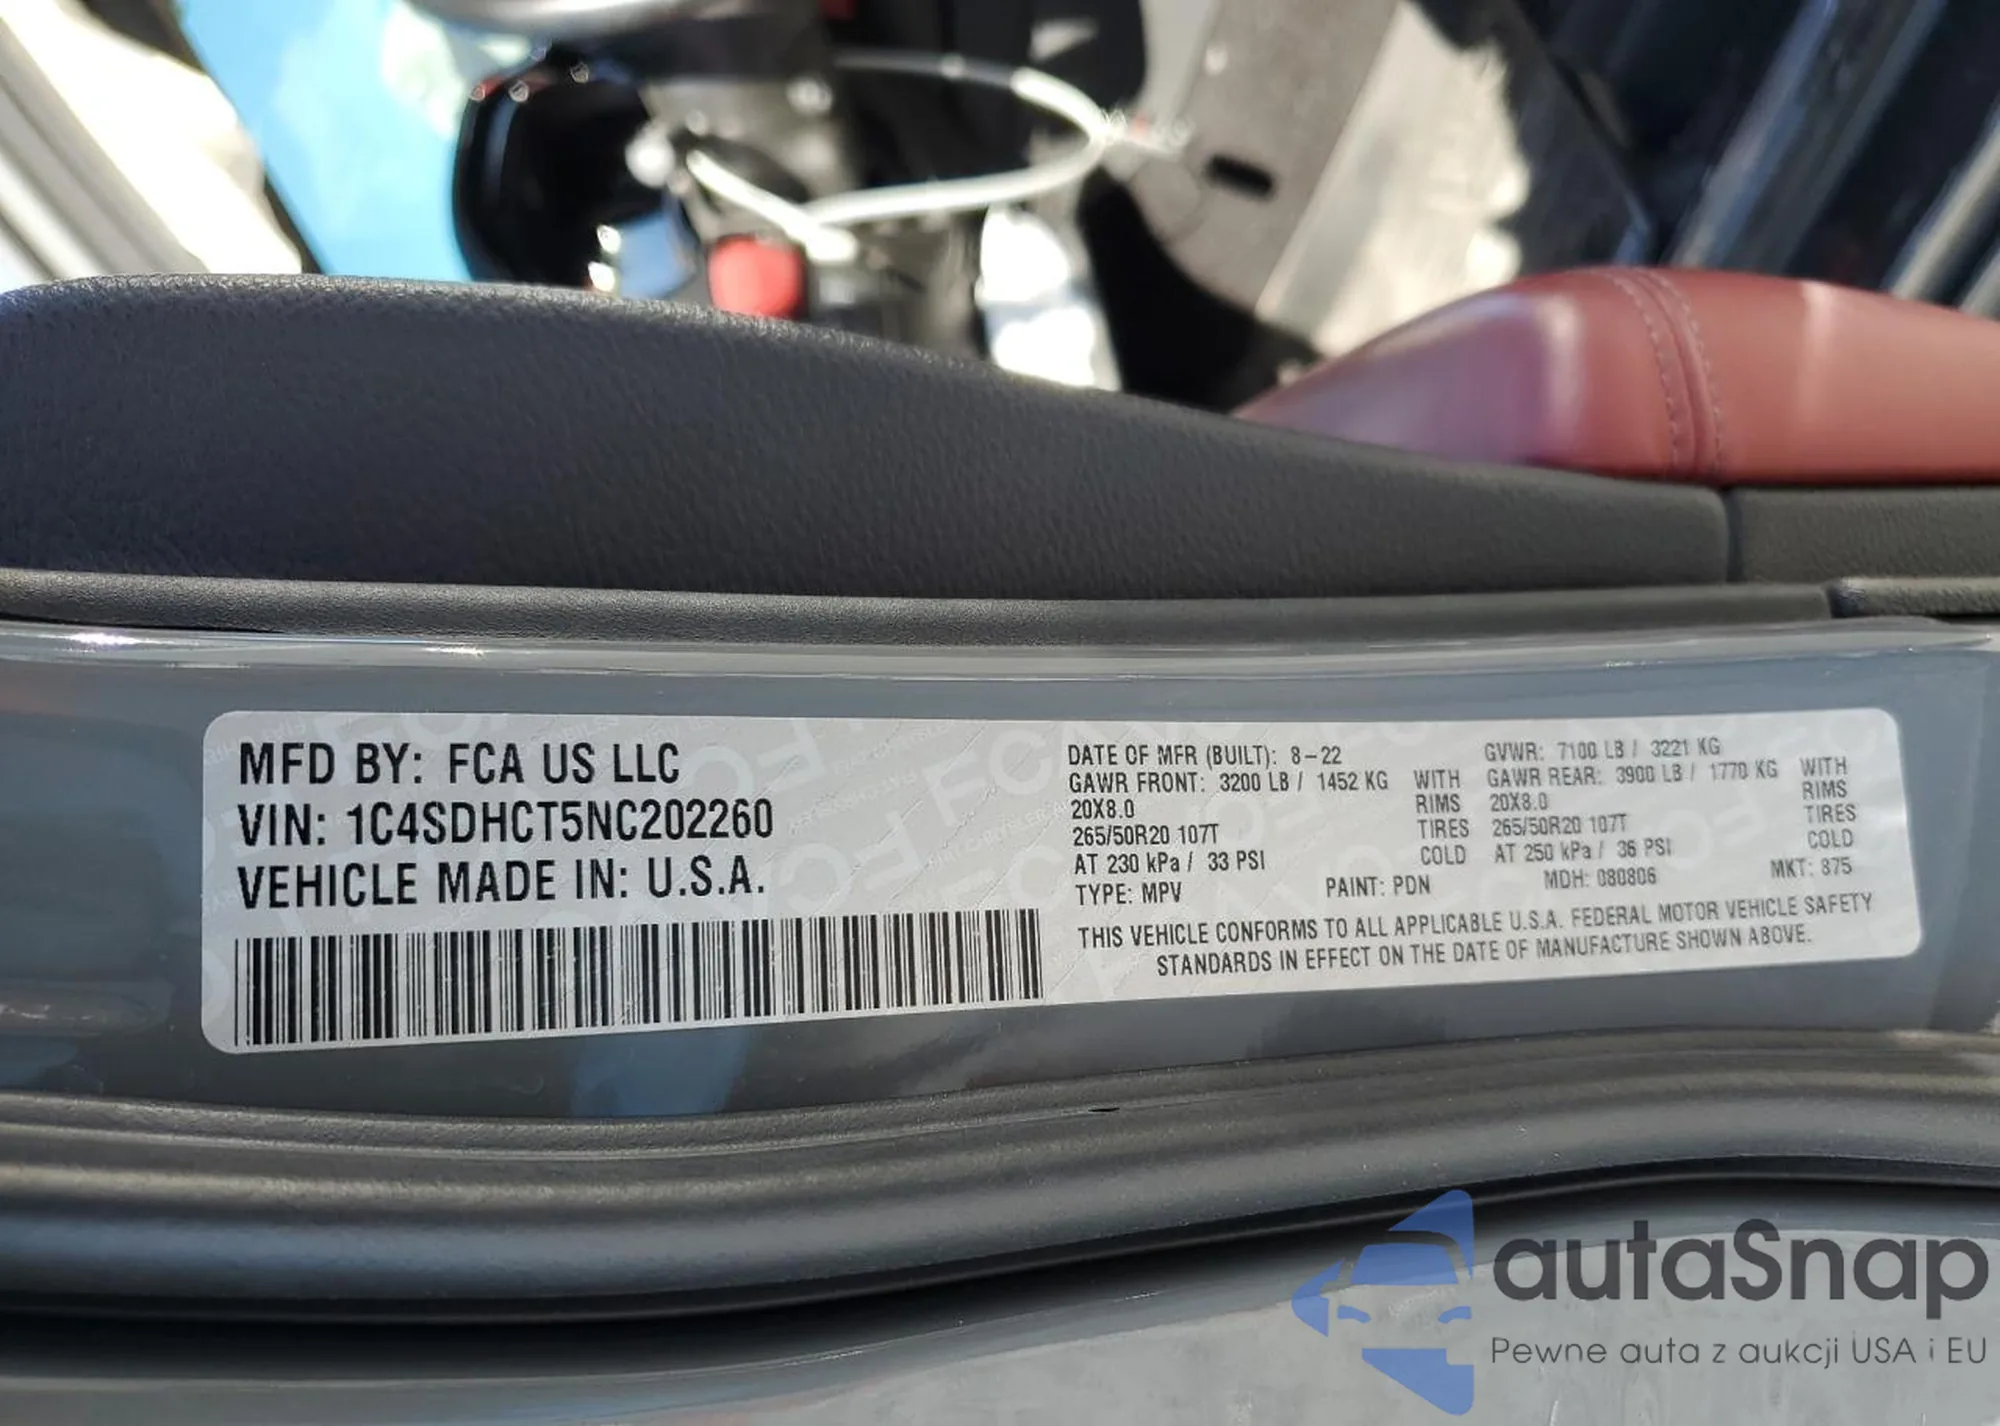 MFD BY: FCA US LLC
VIN: 1C4SDHCT5NC202260
VEHICLE MADE IN: U.S.A.
DATE OF MFR (BUILT): 8-22
GVWR: 7100 LB / 3221 KG
GAWR FRONT: 3200 LB / 1452 KG WITH
GAWR REAR: 3900 LB / 1770 KG WITH
20X8.0 RIMS
20X8.0 RIMS
265/50R20 107T TIRES
265/50R20 107T TIRES
AT 230 kPa / 33 PSI COLD
AT 250 kPa / 36 PSI COLD
TYPE: MPV PAINT: PDN MDH: 080806 MKT: 875
THIS VEHICLE CONFORMS TO ALL APPLICABLE U.S.A. FEDERAL MOTOR VEHICLE SAFETY
STANDARDS IN EFFECT ON THE DATE OF MANUFACTURE SHOWN ABOVE.
autaSnap
Pewne auta z aukcji USA i EU